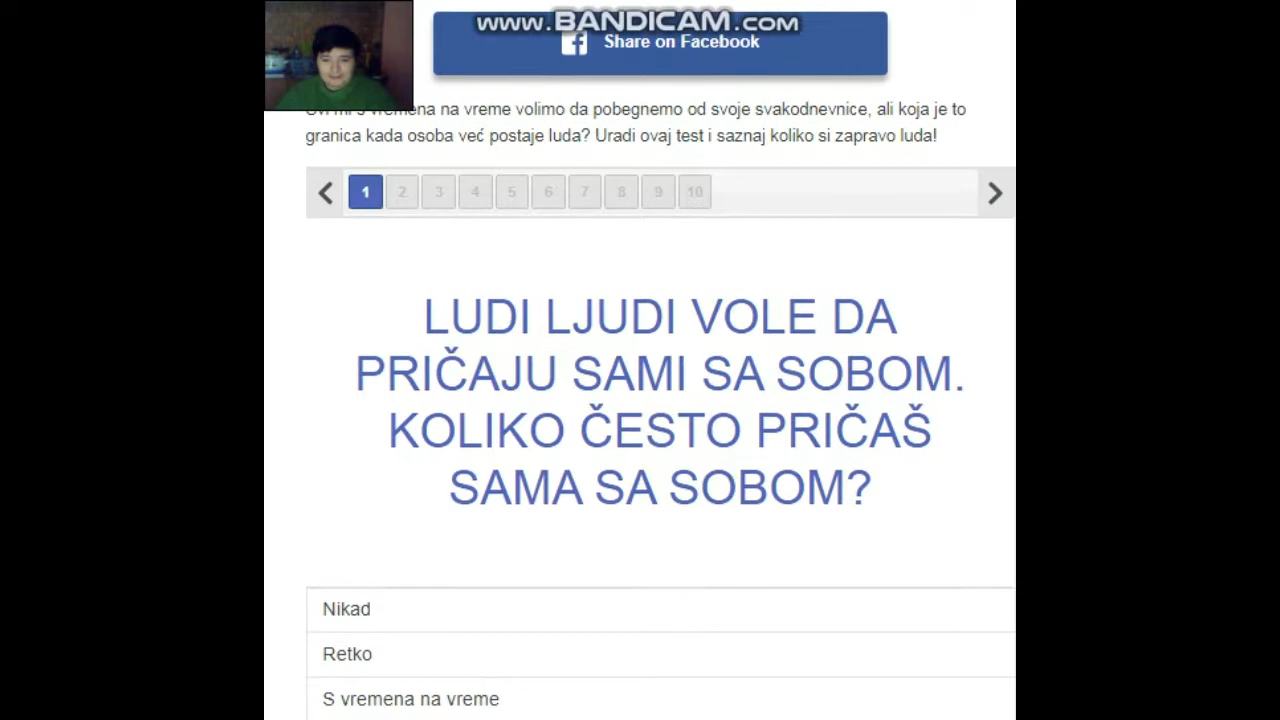 www.BANDICAM.com
Share on Facebook
na vreme volimo da pobegnemo od svoje svakodnevnice, ali koja je to
granica kada osoba već postaje luda? Uradi ovaj test i saznaj koliko si zapravo luda!
1 2 3 4 5 6 7 8 9 10
LUDI LJUDI VOLE DA
PRIČAJU SAMI SA SOBOM.
KOLIKO ČESTO PRIČAŠ
SAMA SA SOBOM?
Nikad
Retko
S vremena na vreme